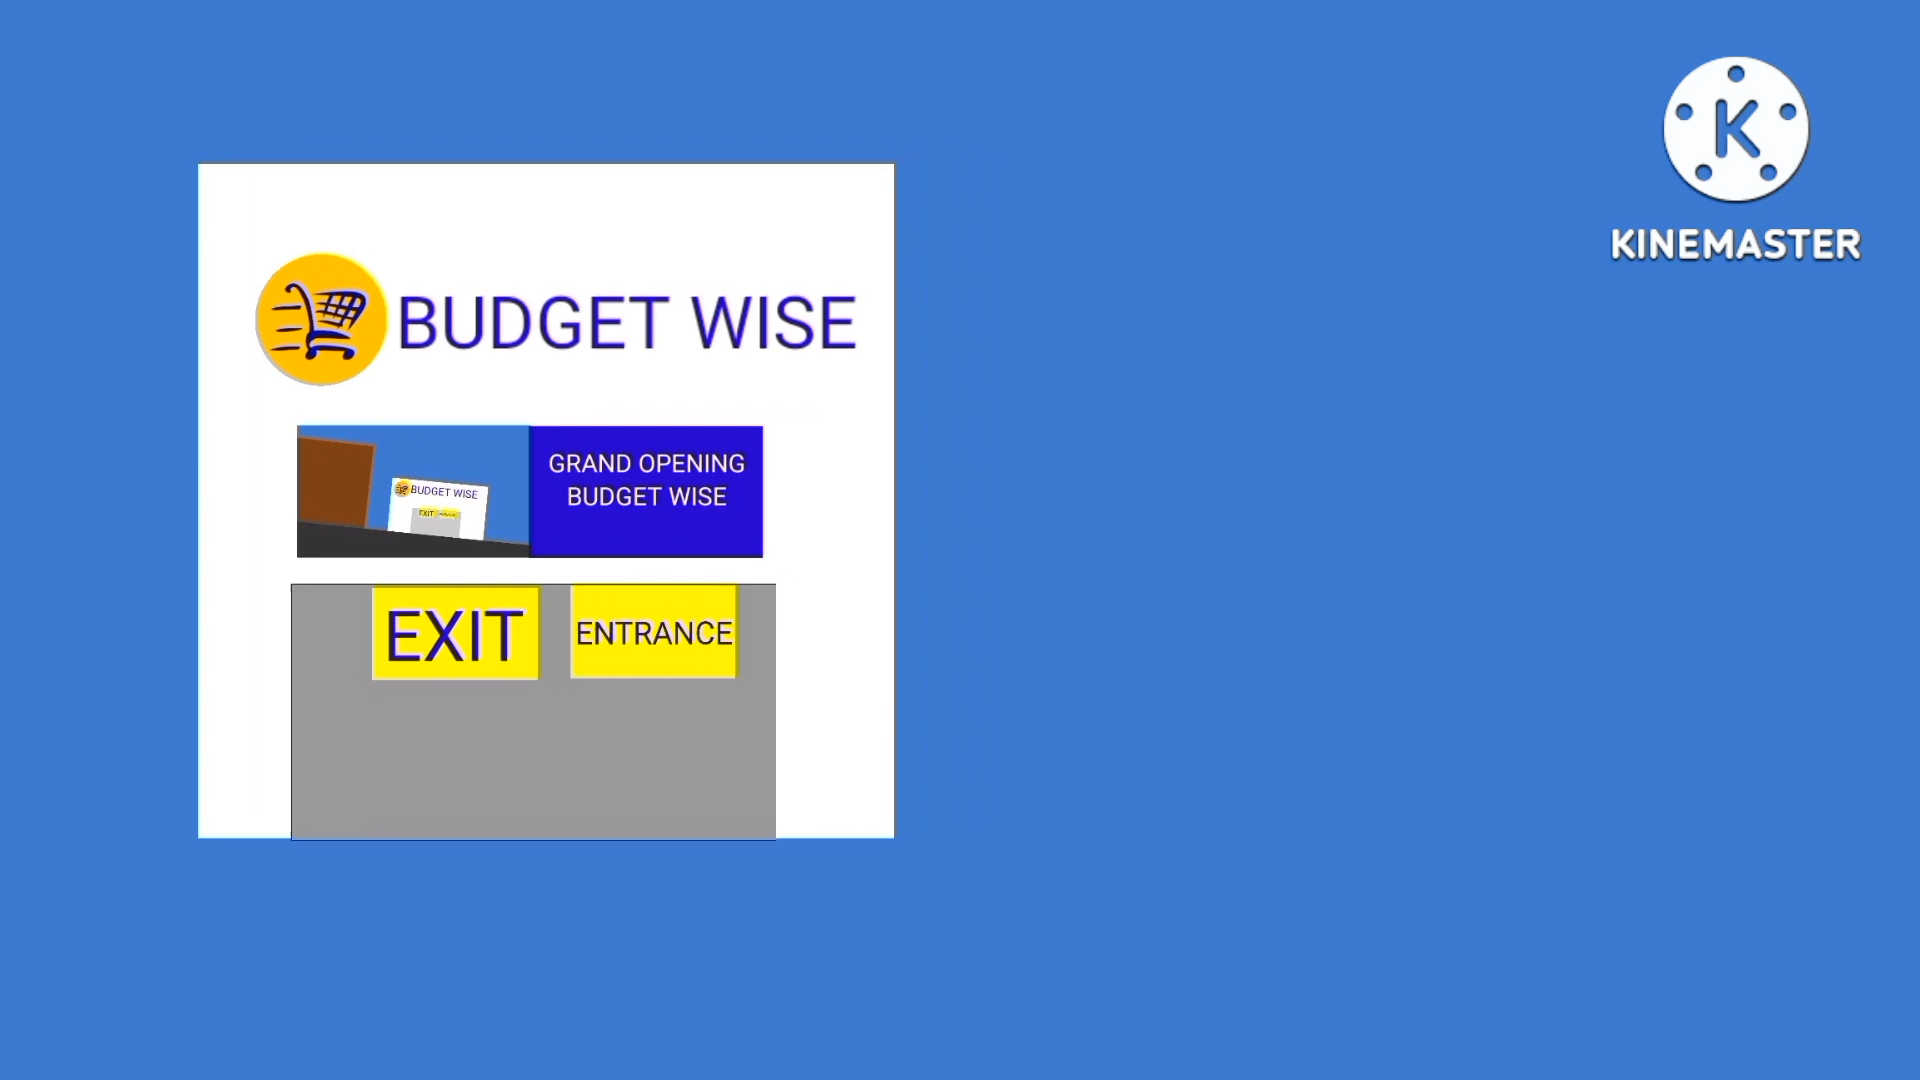 K
KINEMASTER
BUDGET WISE
GRAND OPENING
BUDGET WISE
BUDGET WISE
EXIT
EXIT
ENTRANCE